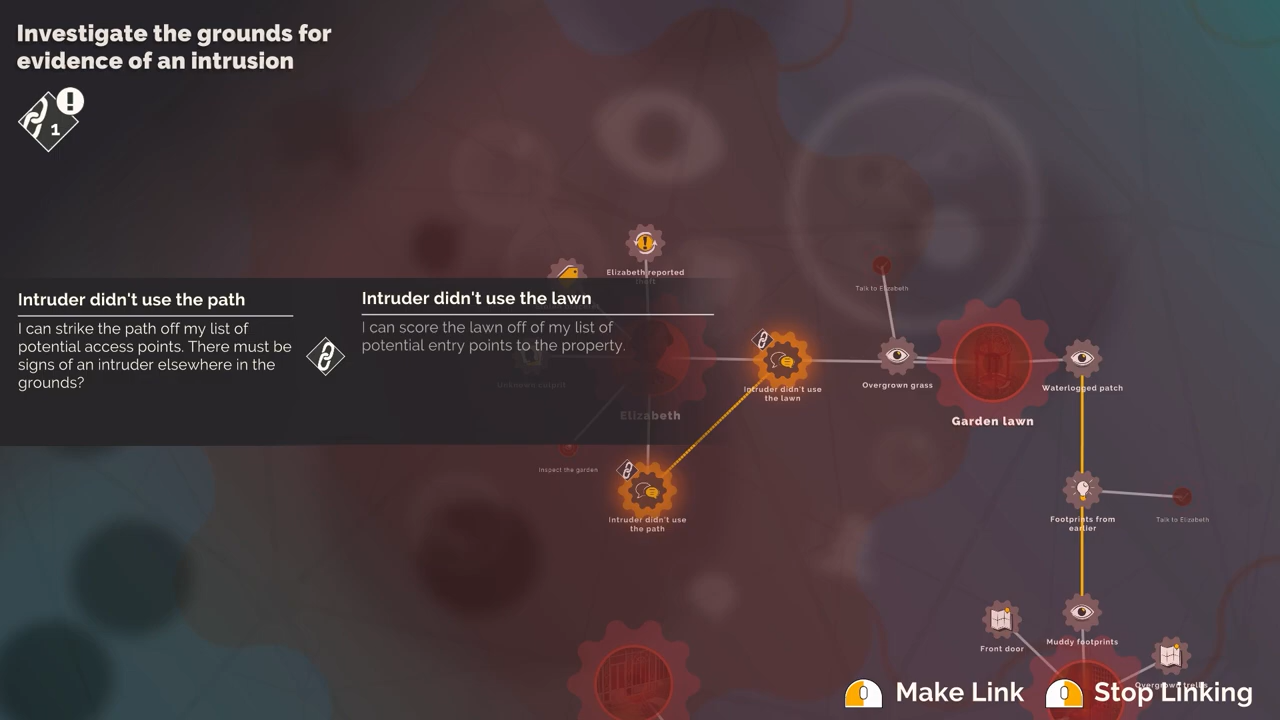 Investigate the grounds for
evidence of an intrusion
1
Elizabeth reported
theft
Talk to Elizabeth
Intruder didn't use the path
I can strike the path off my list of
potential access points. There must be
signs of an intruder elsewhere in the
grounds?
Intruder didn't use the lawn
I can score the lawn off of my list of
potential entry points to the property.
Intruder didn't use
the lawn
Overgrown grass
Waterlogged patch
Elizabeth
Garden lawn
Inspect the garden
Intruder didn't use
the path
Footprints from
earlier
Talk to Elizabeth
Front door
Muddy footprints
Overgrown trellis
Make Link
Stop Linking